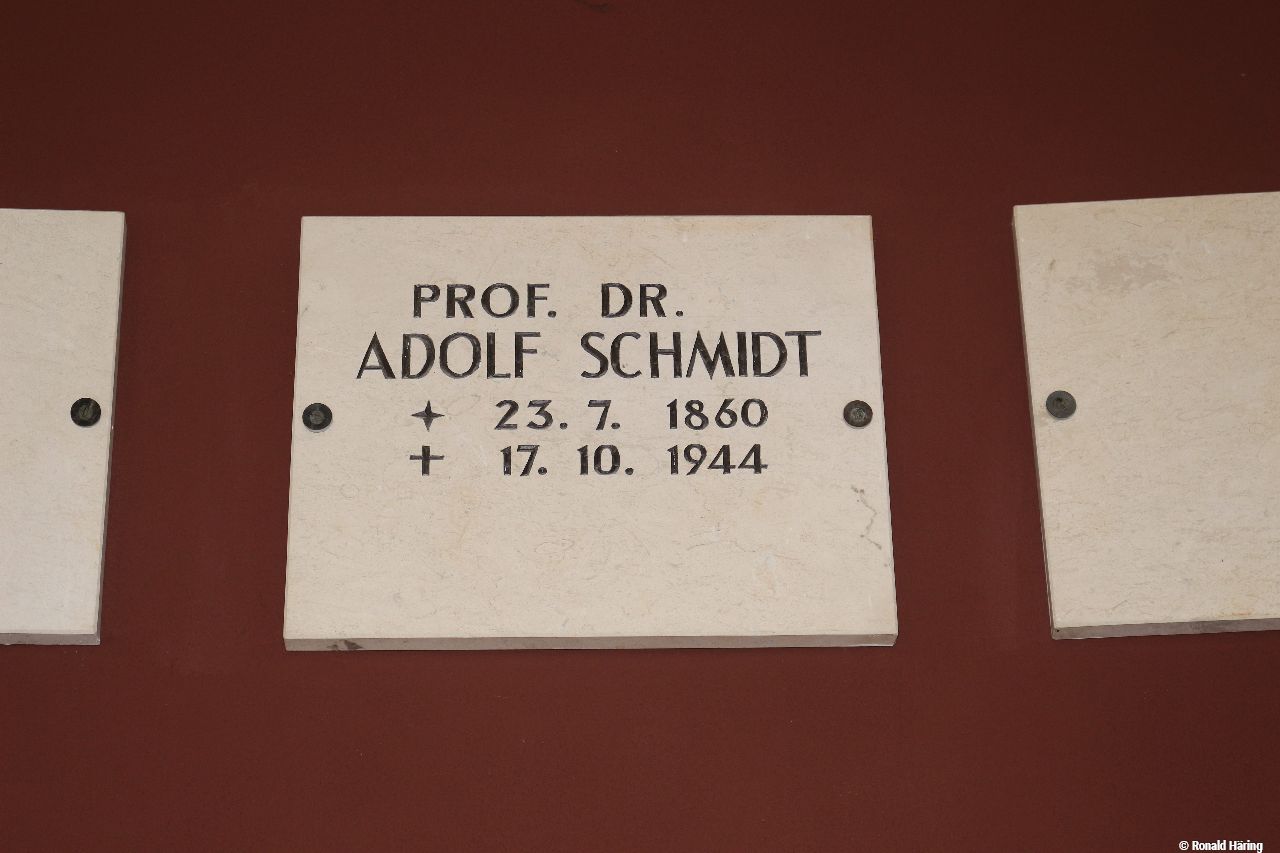 PROF. DR.
ADOLF SCHMIDT
✦ 23. 7. 1860
✝ 17. 10. 1944
© Ronald Häring